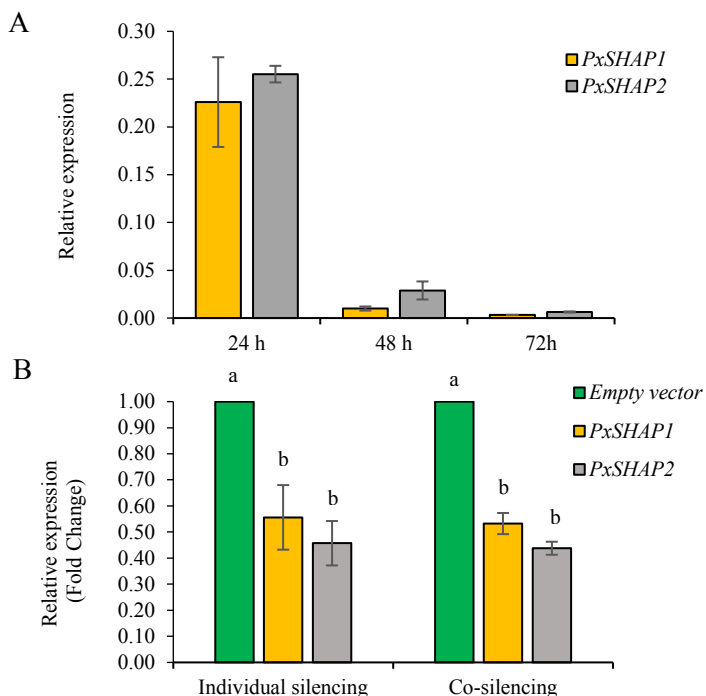 A
0.30
0.25
0.20
0.15
0.10
0.05
0.00
Relative expression
PxSHAP1
PxSHAP2
24 h
48 h
72h
B
1.00
0.90
0.80
0.70
0.60
0.50
0.40
0.30
0.20
0.10
0.00
Relative expression
(Fold Change)
a
b
b
a
b
b
Empty vector
PxSHAP1
PxSHAP2
Individual silencing
Co-silencing